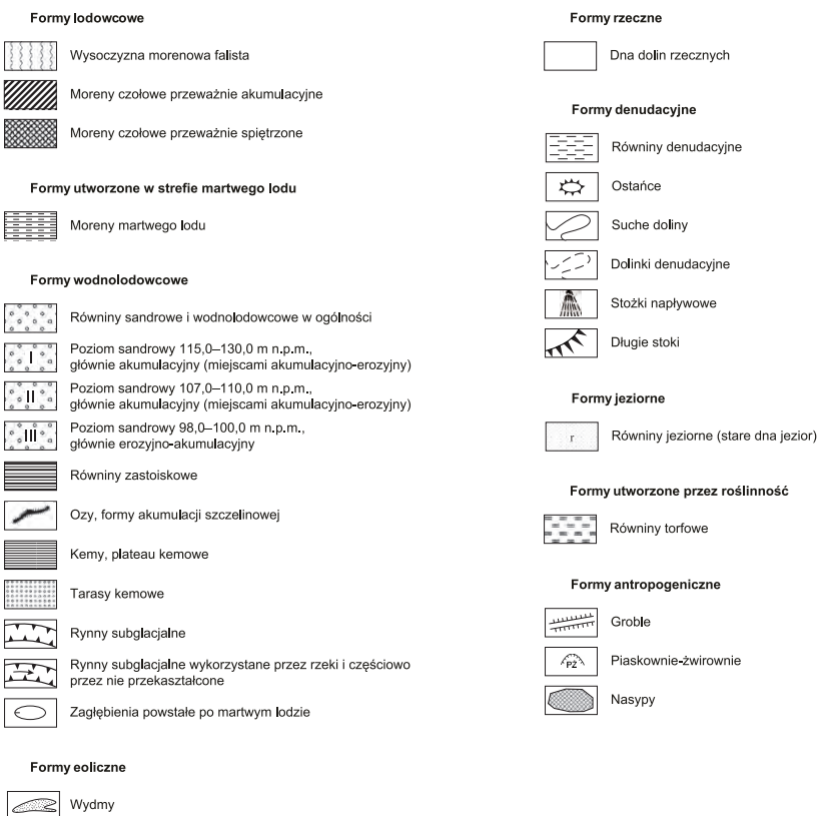 Formy lodowcowe
Wysoczyzna morenowa falista
Moreny czołowe przeważnie akumulacyjne
Moreny czołowe przeważnie spiętrzone
Formy utworzone w strefie martwego lodu
Moreny martwego lodu
Formy wodnolodowcowe
Równiny sandrowe i wodnolodowcowe w ogólności
I
Poziom sandrowy 115,0–130,0 m n.p.m.,
głównie akumulacyjny (miejscami akumulacyjno-erozyjny)
II
Poziom sandrowy 107,0–110,0 m n.p.m.,
głównie akumulacyjny (miejscami akumulacyjno-erozyjny)
III
Poziom sandrowy 98,0–100,0 m n.p.m.,
głównie erozyjno-akumulacyjny
Równiny zastoiskowe
Ozy, formy akumulacji szczelinowej
Kemy, plateau kemowe
Tarasy kemowe
Rynny subglacjalne
Rynny subglacjalne wykorzystane przez rzeki i częściowo
przez nie przekształcone
Zagłębienia powstałe po martwym lodzie
Formy eoliczne
Wydmy
Formy rzeczne
Dna dolin rzecznych
Formy denudacyjne
Równiny denudacyjne
Ostańce
Suche doliny
Dolinki denudacyjne
Stożki napływowe
Długie stoki
Formy jeziorne
r
Równiny jeziorne (stare dna jezior)
Formy utworzone przez roślinność
Równiny torfowe
Formy antropogeniczne
Groble
PŻ
Piaskownie-żwirownie
Nasypy